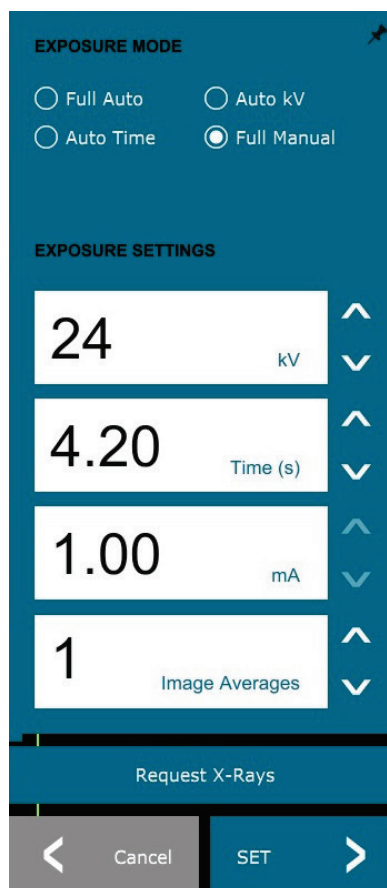 EXPOSURE MODE
Full Auto Auto kV
Auto Time Full Manual
EXPOSURE SETTINGS
24 kV
4.20 Time (s)
1.00 mA
1 Image Averages
Request X-Rays
Cancel SET